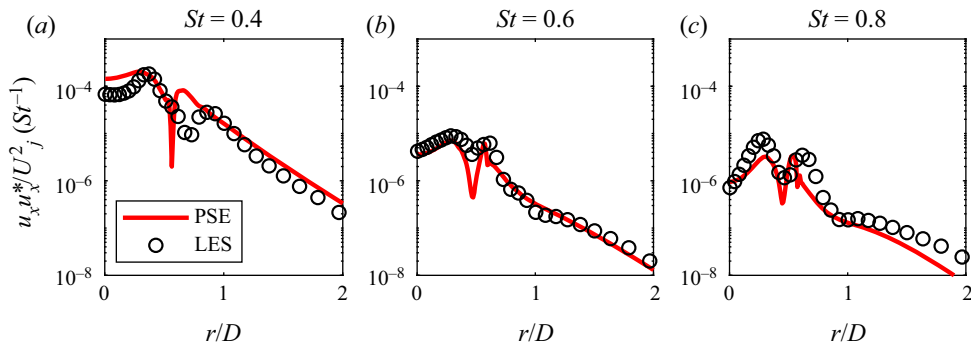 St = 0.4
St = 0.6
St = 0.8
(a)
(b)
(c)
u_x u_x^*/U_j^2 (St^{-1})
10^{-4}
10^{-6}
10^{-8}
PSE
LES
0
1
2
r/D
10^{-4}
10^{-6}
10^{-8}
0
1
2
r/D
10^{-4}
10^{-6}
10^{-8}
0
1
2
r/D